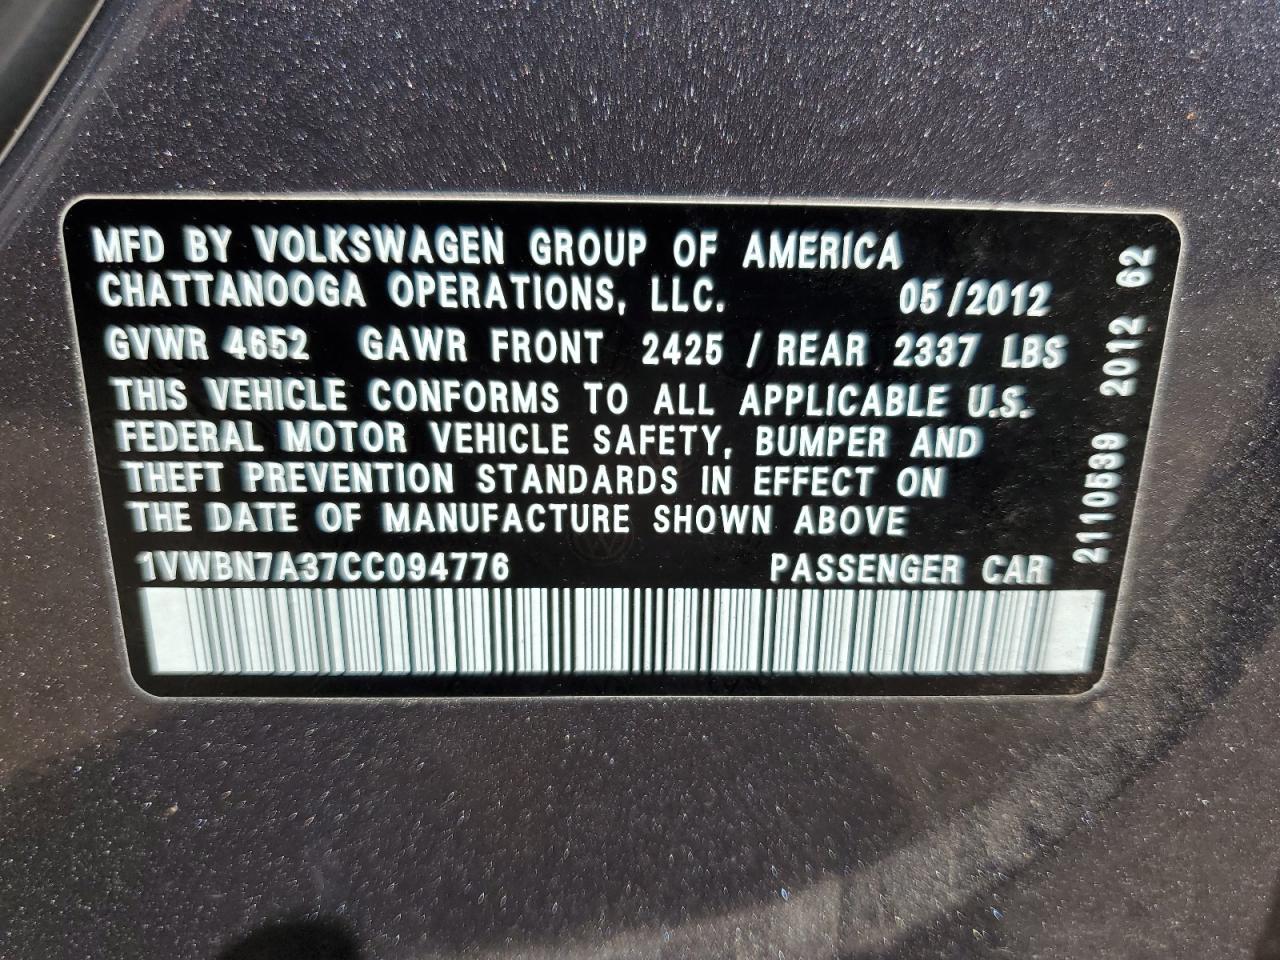 MFD BY VOLKSWAGEN GROUP OF AMERICA
CHATTANOOGA OPERATIONS, LLC. 05/2012
GVWR 4652 GAWR FRONT 2425 / REAR 2337 LBS
THIS VEHICLE CONFORMS TO ALL APPLICABLE U.S.
FEDERAL MOTOR VEHICLE SAFETY, BUMPER AND
THEFT PREVENTION STANDARDS IN EFFECT ON
THE DATE OF MANUFACTURE SHOWN ABOVE
1VWBN7A37CC094776 PASSENGER CAR
2110539 2012 62